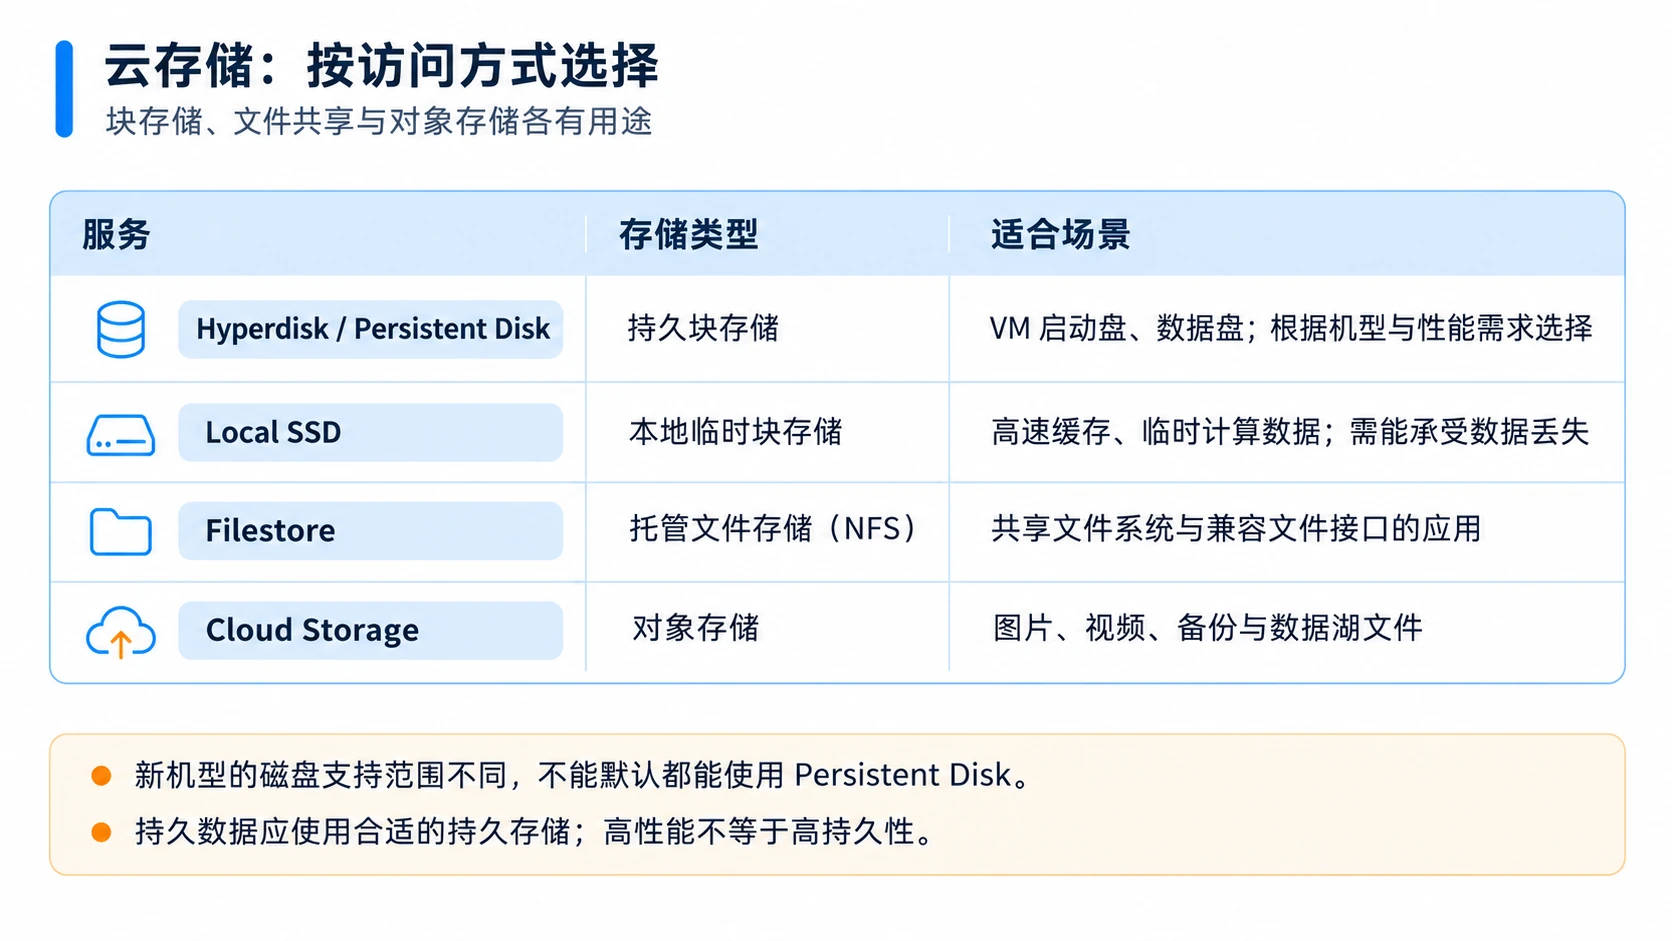 云存储：按访问方式选择
块存储、文件共享与对象存储各有用途
服务 存储类型 适合场景
Hyperdisk / Persistent Disk 持久块存储 VM 启动盘、数据盘；根据机型与性能需求选择
Local SSD 本地临时块存储 高速缓存、临时计算数据；需能承受数据丢失
Filestore 托管文件存储（NFS） 共享文件系统与兼容文件接口的应用
Cloud Storage 对象存储 图片、视频、备份与数据湖文件
新机型的磁盘支持范围不同，不能默认都能使用 Persistent Disk。
持久数据应使用合适的持久存储；高性能不等于高持久性。